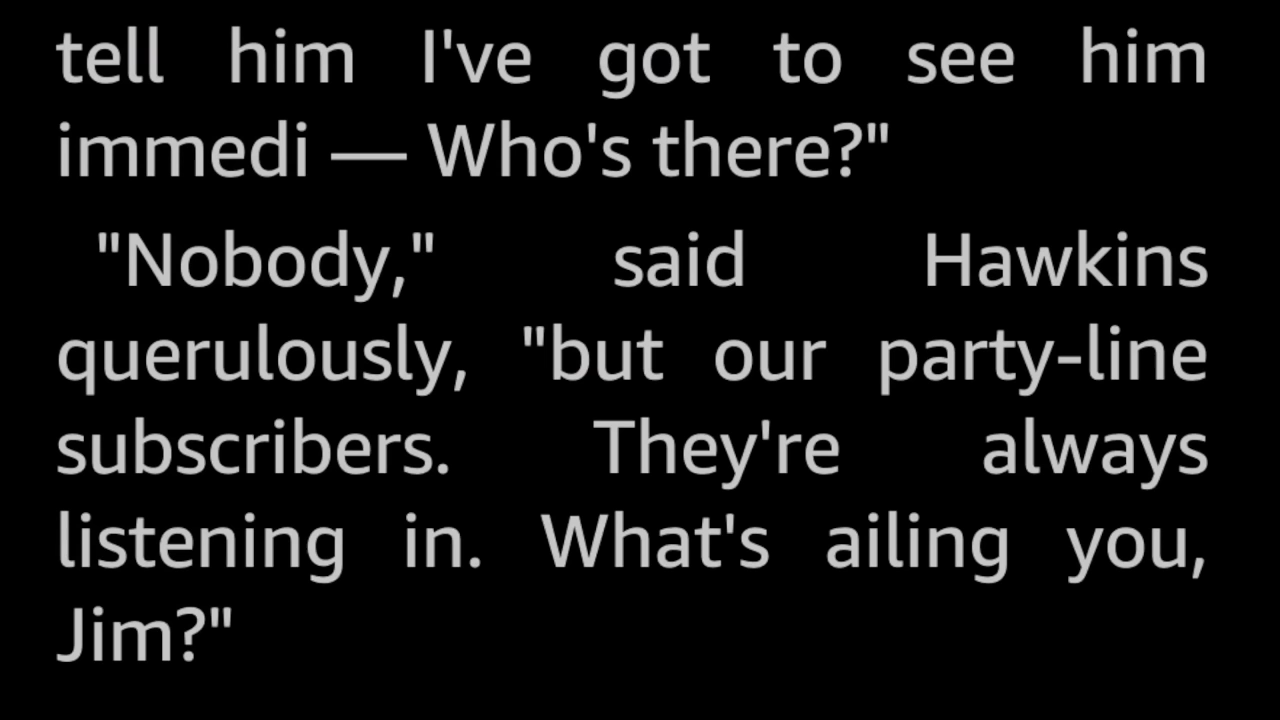 tell him I've got to see him
immedi — Who's there?"
"Nobody," said Hawkins
querulously, "but our party-line
subscribers. They're always
listening in. What's ailing you,
Jim?"